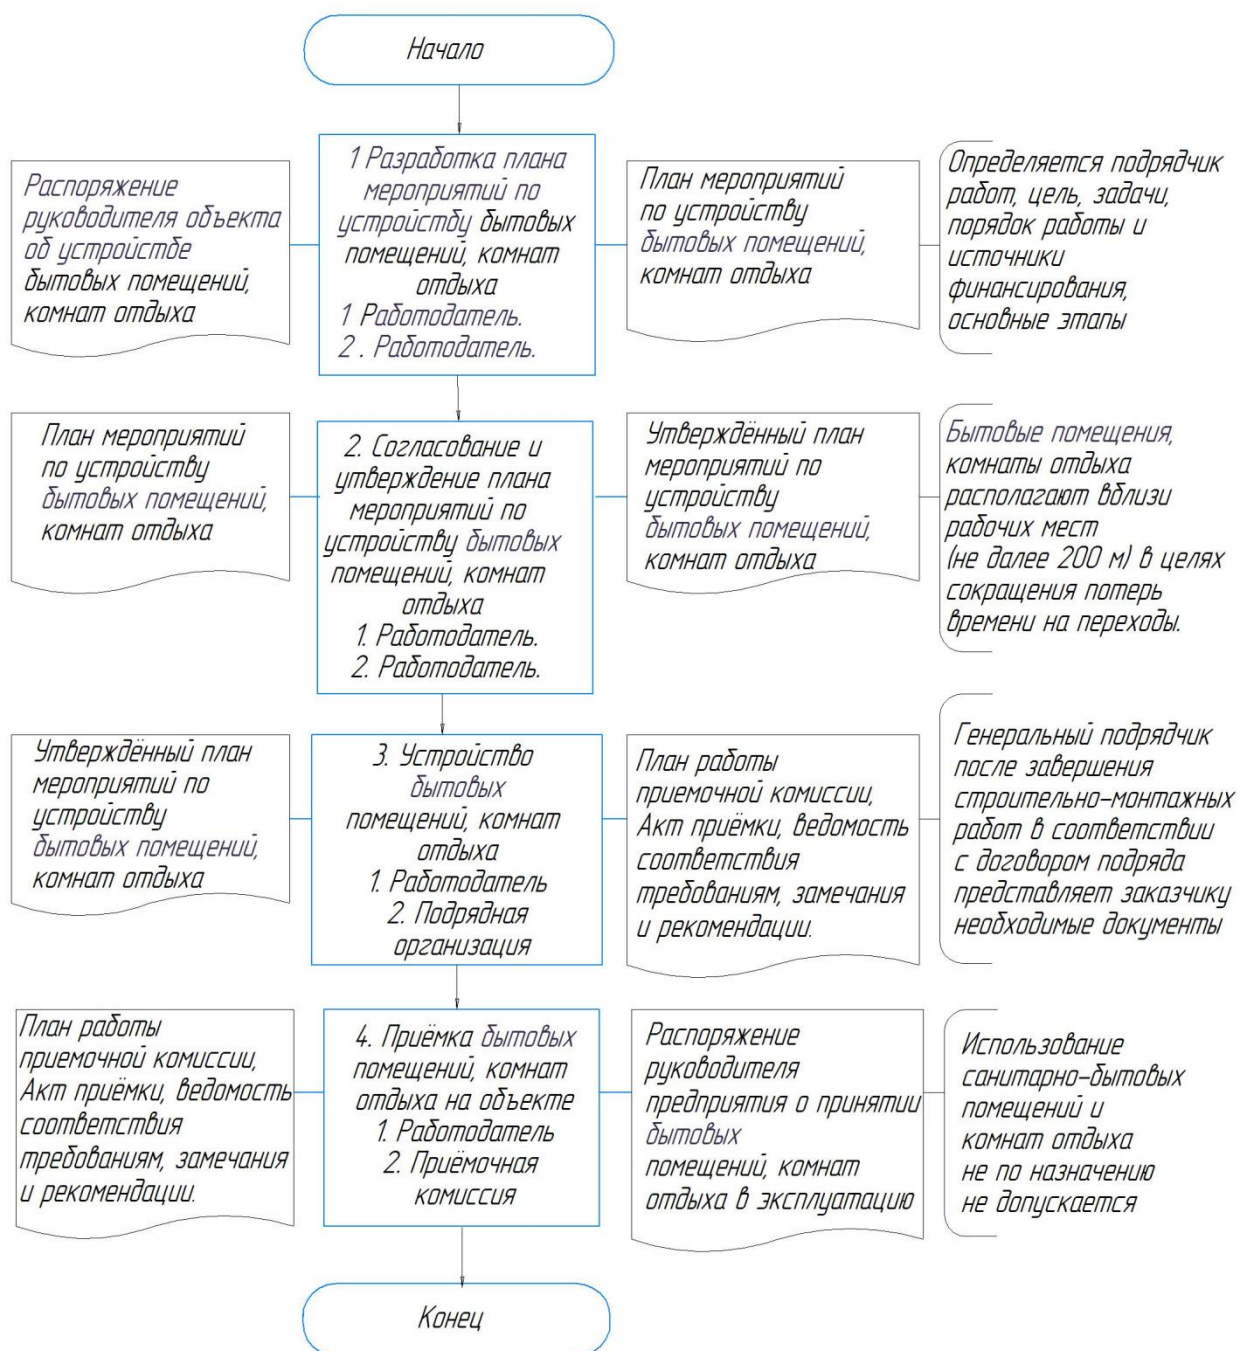 Начало
Распоряжение
руководителя объекта
об устройстве
бытовых помещений,
комнат отдыха
1 Разработка плана
мероприятий по
устройству бытовых
помещений, комнат
отдыха
1 Работодатель.
2 . Работодатель.
План мероприятий
по устройству
бытовых помещений,
комнат отдыха
Определяется подрядчик
работ, цель, задачи,
порядок работы и
источники
финансирования,
основные этапы
План мероприятий
по устройству
бытовых помещений,
комнат отдыха
2. Согласование и
утверждение плана
мероприятий по
устройству бытовых
помещений, комнат
отдыха
1. Работодатель.
2. Работодатель.
Утверждённый план
мероприятий по
устройству
бытовых помещений,
комнат отдыха
Бытовые помещения,
комнаты отдыха
располагают вблизи
рабочих мест
(не далее 200 м) в целях
сокращения потерь
времени на переходы.
Утверждённый план
мероприятий по
устройству
бытовых помещений,
комнат отдыха
3. Устройство
бытовых
помещений, комнат
отдыха
1. Работодатель
2. Подрядная
организация
План работы
приемочной комиссии,
Акт приёмки, ведомость
соответствия
требованиям, замечания
и рекомендации.
Генеральный подрядчик
после завершения
строительно-монтажных
работ в соответствии
с договором подряда
представляет заказчику
необходимые документы
План работы
приемочной комиссии,
Акт приёмки, ведомость
соответствия
требованиям, замечания
и рекомендации.
4. Приёмка бытовых
помещений, комнат
отдыха на объекте
1. Работодатель
2. Приёмочная
комиссия
Распоряжение
руководителя
предприятия о принятии
бытовых
помещений, комнат
отдыха в эксплуатацию
Использование
санитарно-бытовых
помещений и
комнат отдыха
не по назначению
не допускается
Конец